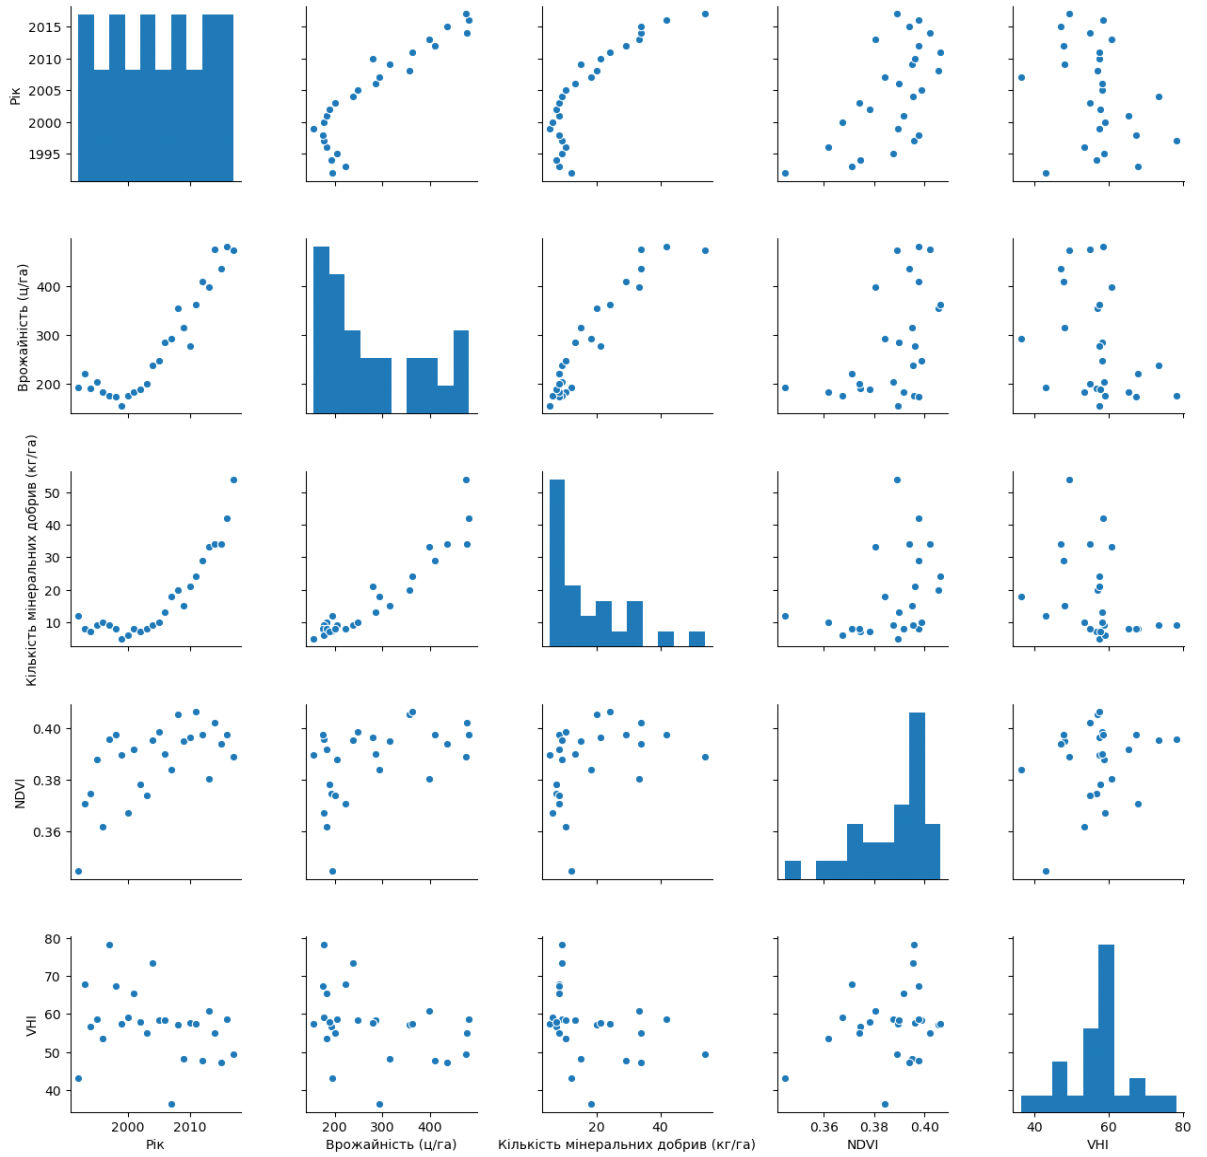 Рік
2015
2010
2005
2000
1995
Врожайність (ц/га)
400
300
200
Кількість мінеральних добрив (кг/га)
50
40
30
20
10
NDVI
0.40
0.38
0.36
VHI
80
70
60
50
40
2000 2010
200 300 400
20 40
0.36 0.38 0.40
40 60 80
Рік
Врожайність (ц/га)
Кількість мінеральних добрив (кг/га)
NDVI
VHI